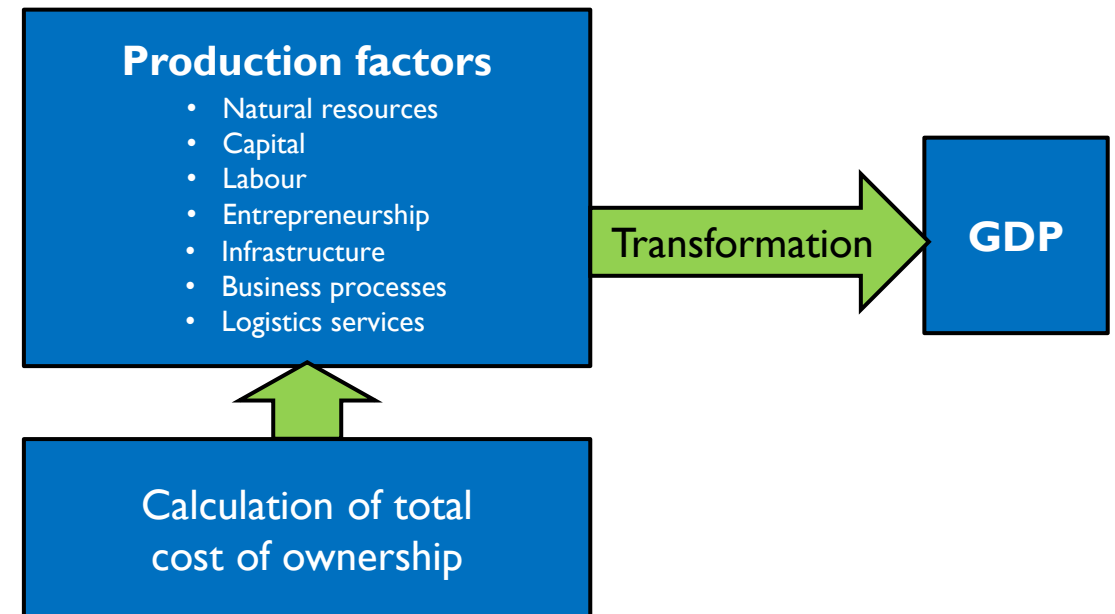 Production factors
• Natural resources
• Capital
• Labour
• Entrepreneurship
• Infrastructure
• Business processes
• Logistics services
Transformation
GDP
Calculation of total
cost of ownership